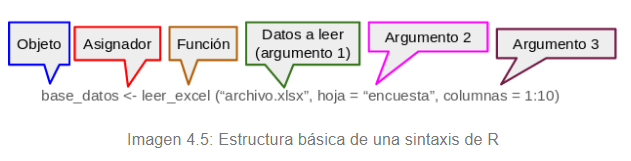 Objeto
Asignador
Función
Datos a leer
(argumento 1)
Argumento 2
Argumento 3
base_datos <- leer_excel (“archivo.xlsx”, hoja = “encuesta”, columnas = 1:10)
Imagen 4.5: Estructura básica de una sintaxis de R